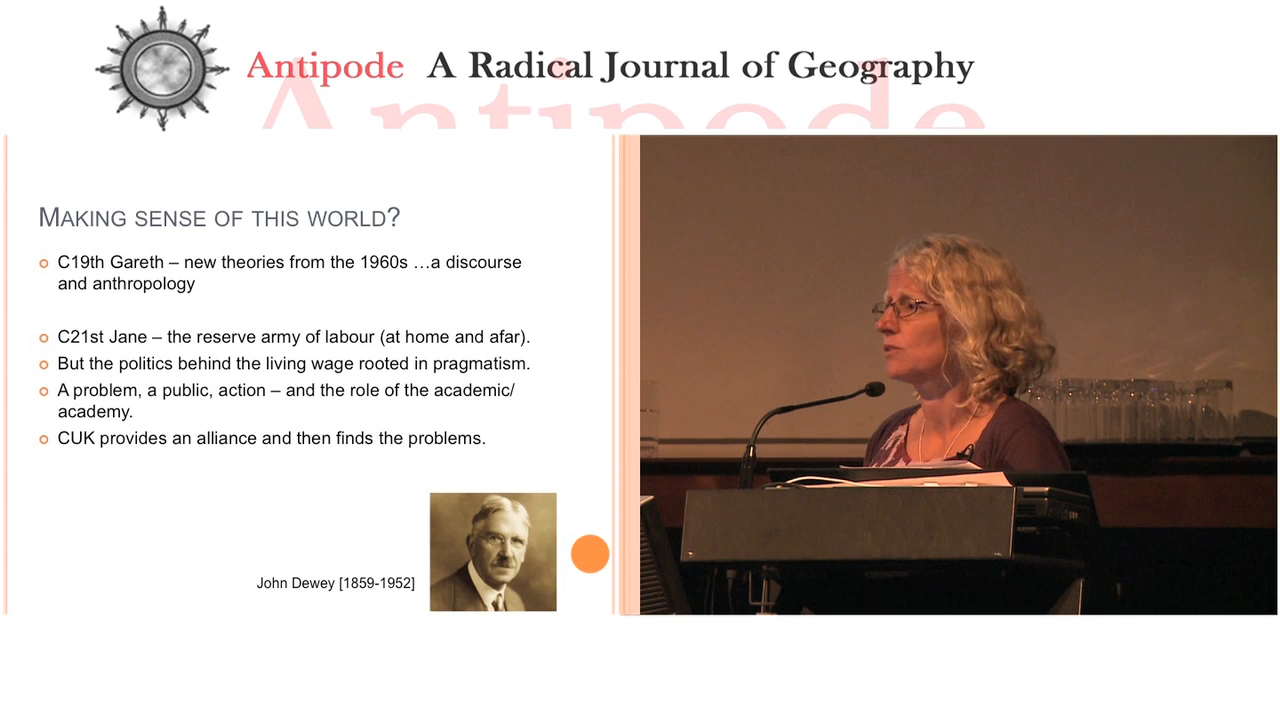 Antipode A Radical Journal of Geography
Antipode
MAKING SENSE OF THIS WORLD?
C19th Gareth – new theories from the 1960s …a discourse
and anthropology
C21st Jane – the reserve army of labour (at home and afar).
But the politics behind the living wage rooted in pragmatism.
A problem, a public, action – and the role of the academic/
academy.
CUK provides an alliance and then finds the problems.
John Dewey [1859-1952]